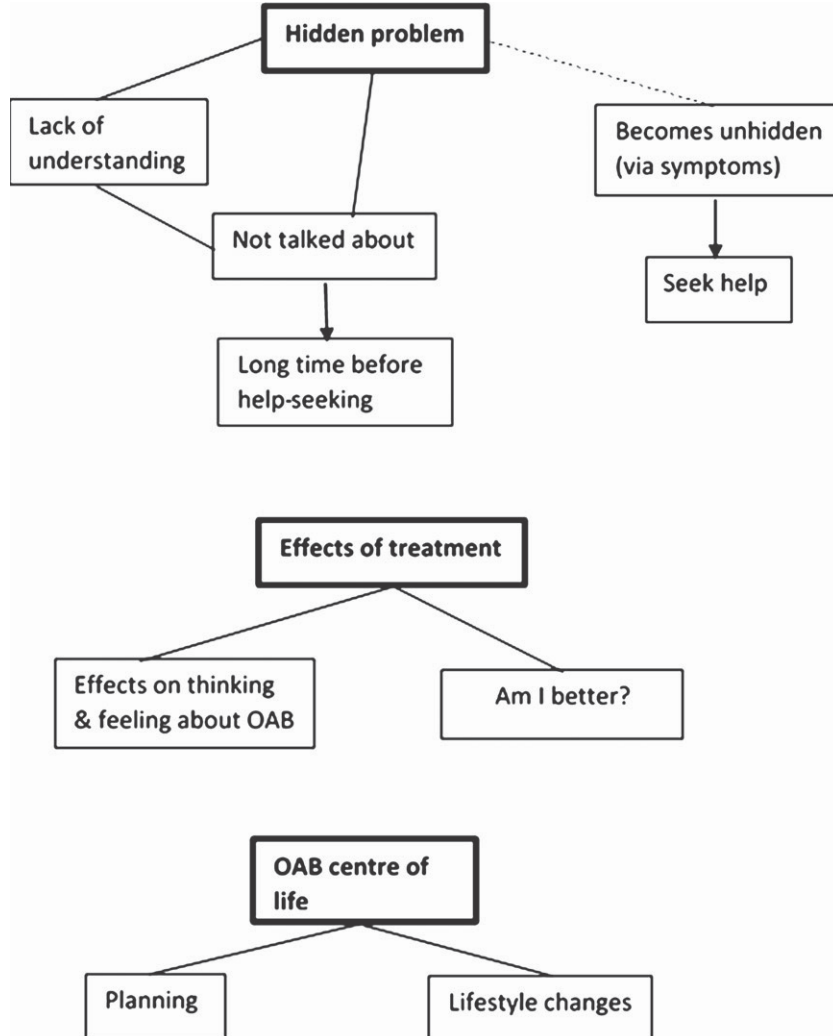 Hidden problem
Lack of
understanding
Becomes unhidden
(via symptoms)
Not talked about
Seek help
Long time before
help-seeking
Effects of treatment
Effects on thinking
& feeling about OAB
Am I better?
OAB centre of
life
Planning
Lifestyle changes